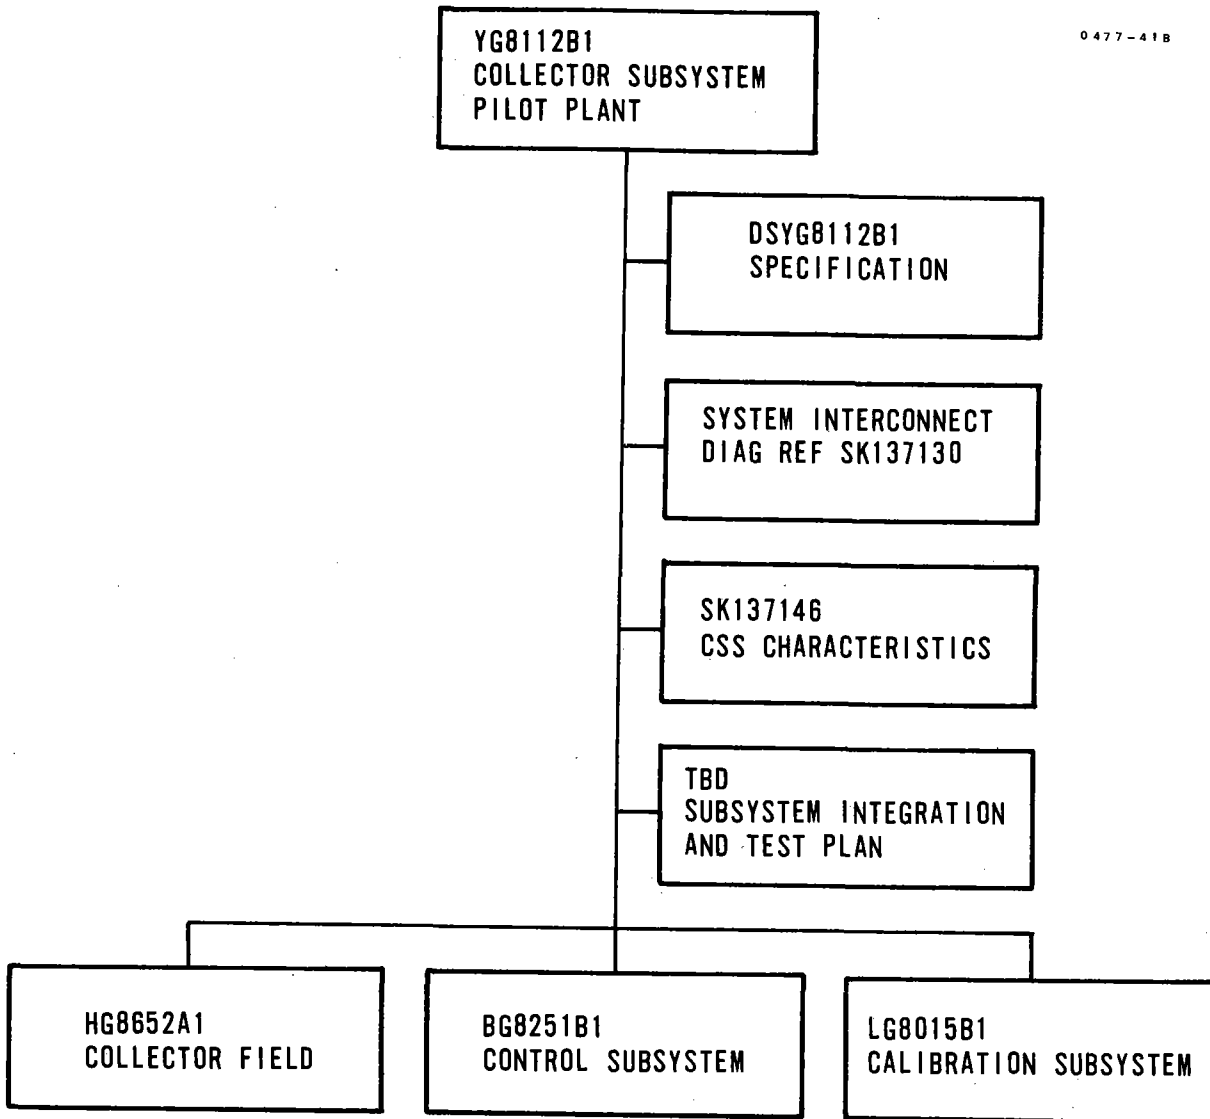 0477-41B
YG8112B1
COLLECTOR SUBSYSTEM
PILOT PLANT
DSYG8112B1
SPECIFICATION
SYSTEM INTERCONNECT
DIAG REF SK137130
SK137146
CSS CHARACTERISTICS
TBD
SUBSYSTEM INTEGRATION
AND TEST PLAN
HG8652A1
COLLECTOR FIELD
BG8251B1
CONTROL SUBSYSTEM
LG8015B1
CALIBRATION SUBSYSTEM